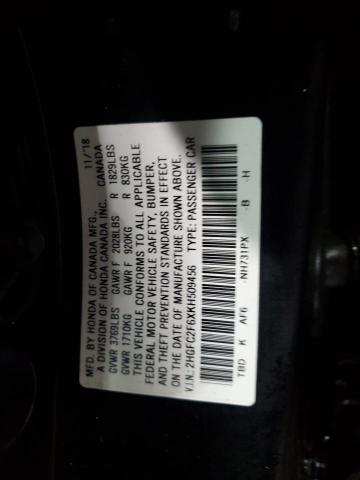 MFD. BY HONDA OF CANADA MFG., 11/18
A DIVISION OF HONDA CANADA INC. CANADA
GVWR 3769LBS GAWR F 2028LBS R 1829LBS
GVWR 1710KG GAWR F 920KG R 830KG
THIS VEHICLE CONFORMS TO ALL APPLICABLE
FEDERAL MOTOR VEHICLE SAFETY, BUMPER,
AND THEFT PREVENTION STANDARDS IN EFFECT
ON THE DATE OF MANUFACTURE SHOWN ABOVE.
V.I.N.: 2HGFC2F6XKH509456 TYPE: PASSENGER CAR
TBD K AF6 -NH731PX -B -H